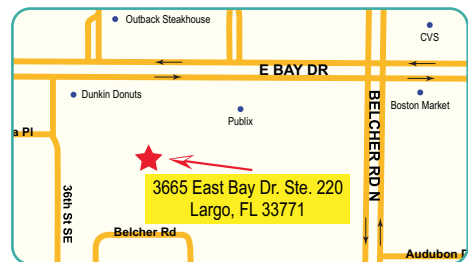 Outback Steakhouse
CVS
E BAY DR
Dunkin Donuts
Boston Market
Publix
BELCHER RD N
a Pl
36th St SE
3665 East Bay Dr. Ste. 220
Largo, FL 33771
Belcher Rd
Audubon